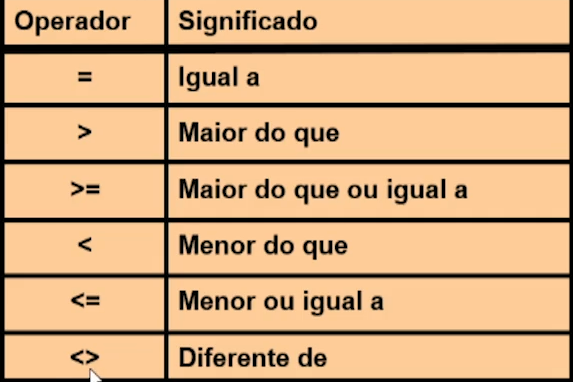 Operador Significado
= Igual a
> Maior do que
>= Maior do que ou igual a
< Menor do que
<= Menor ou igual a
<> Diferente de